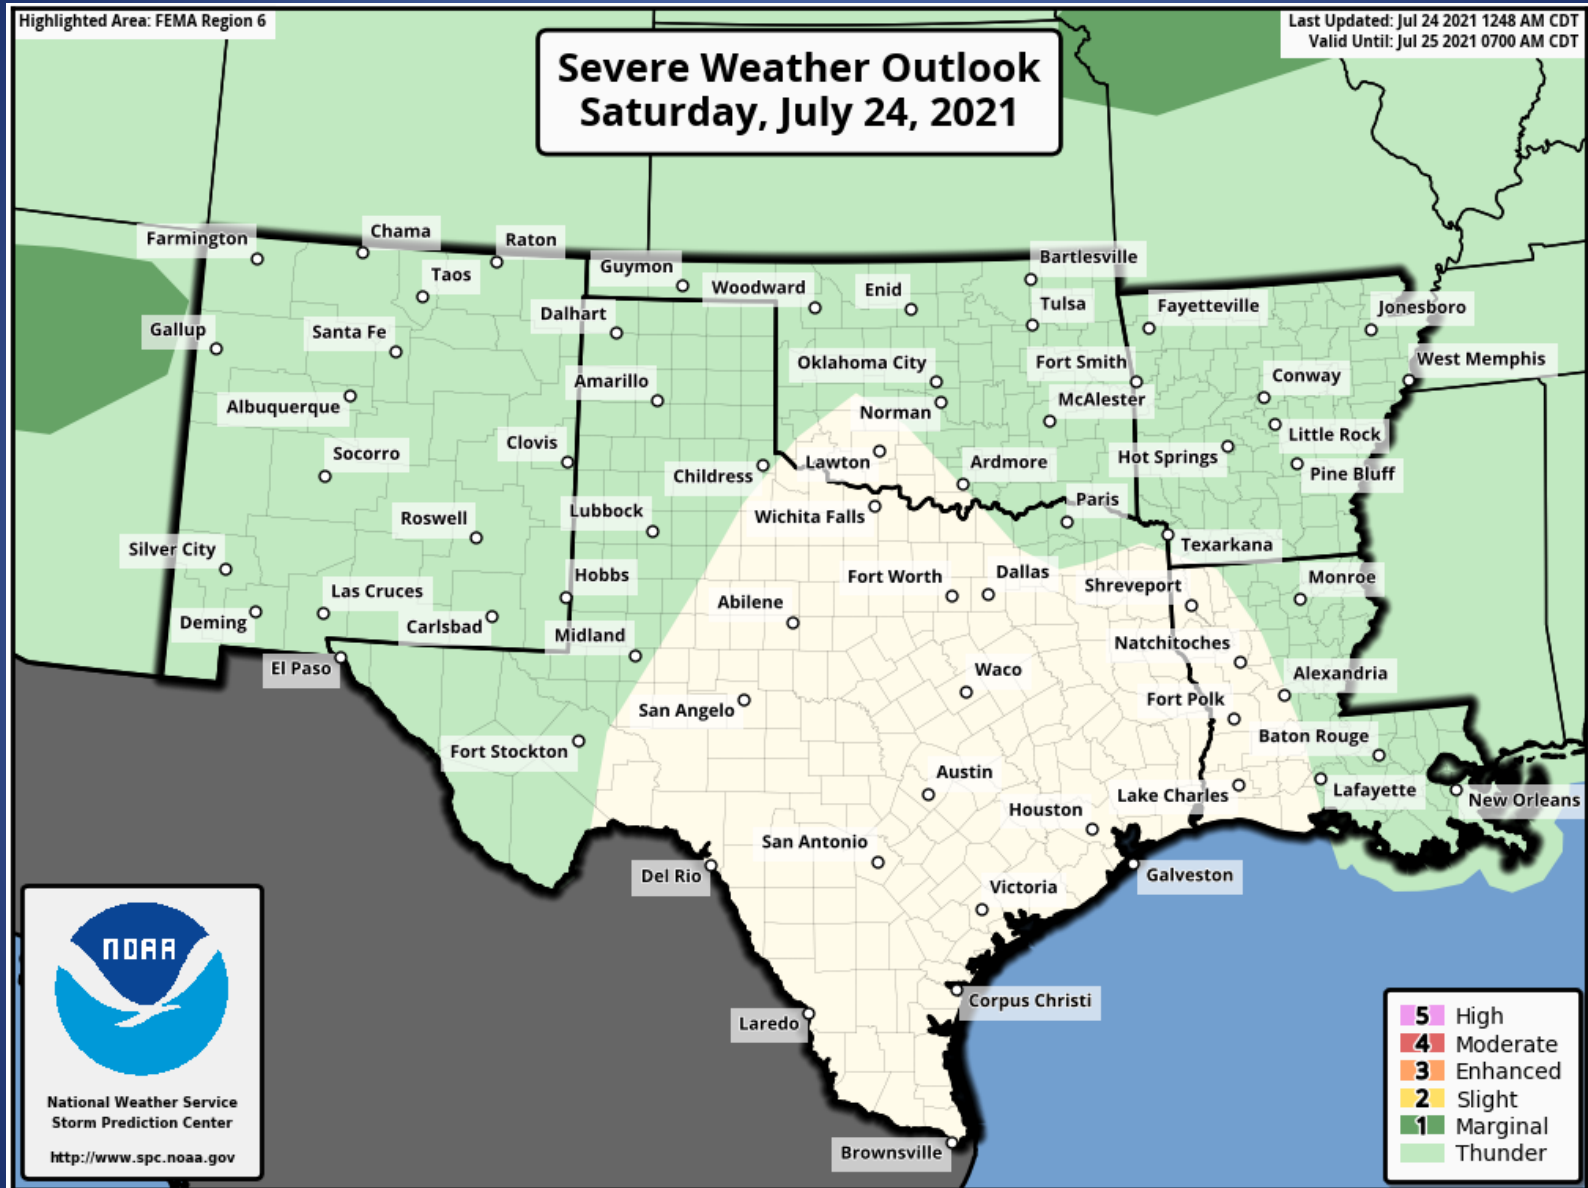 Highlighted Area: FEMA Region 6
Last Updated: Jul 24 2021 1248 AM CDT
Valid Until: Jul 25 2021 0700 AM CDT
Severe Weather Outlook
Saturday, July 24, 2021
Farmington
Chama
Raton
Taos
Guymon
Woodward
Enid
Bartlesville
Tulsa
Fayetteville
Jonesboro
Gallup
Santa Fe
Dalhart
Oklahoma City
Fort Smith
West Memphis
Albuquerque
Amarillo
Norman
McAlester
Conway
Little Rock
Socorro
Clovis
Childress
Lawton
Ardmore
Hot Springs
Pine Bluff
Roswell
Lubbock
Wichita Falls
Paris
Texarkana
Silver City
Las Cruces
Hobbs
Fort Worth
Dallas
Shreveport
Monroe
Deming
Carlsbad
Midland
Abilene
Natchitoches
El Paso
San Angelo
Waco
Fort Polk
Alexandria
Fort Stockton
Austin
Baton Rouge
Houston
Lake Charles
Lafayette
New Orleans
San Antonio
Del Rio
Victoria
Galveston
Laredo
Corpus Christi
Brownsville
NOAA
National Weather Service
Storm Prediction Center
http://www.spc.noaa.gov
5 High
4 Moderate
3 Enhanced
2 Slight
1 Marginal
Thunder